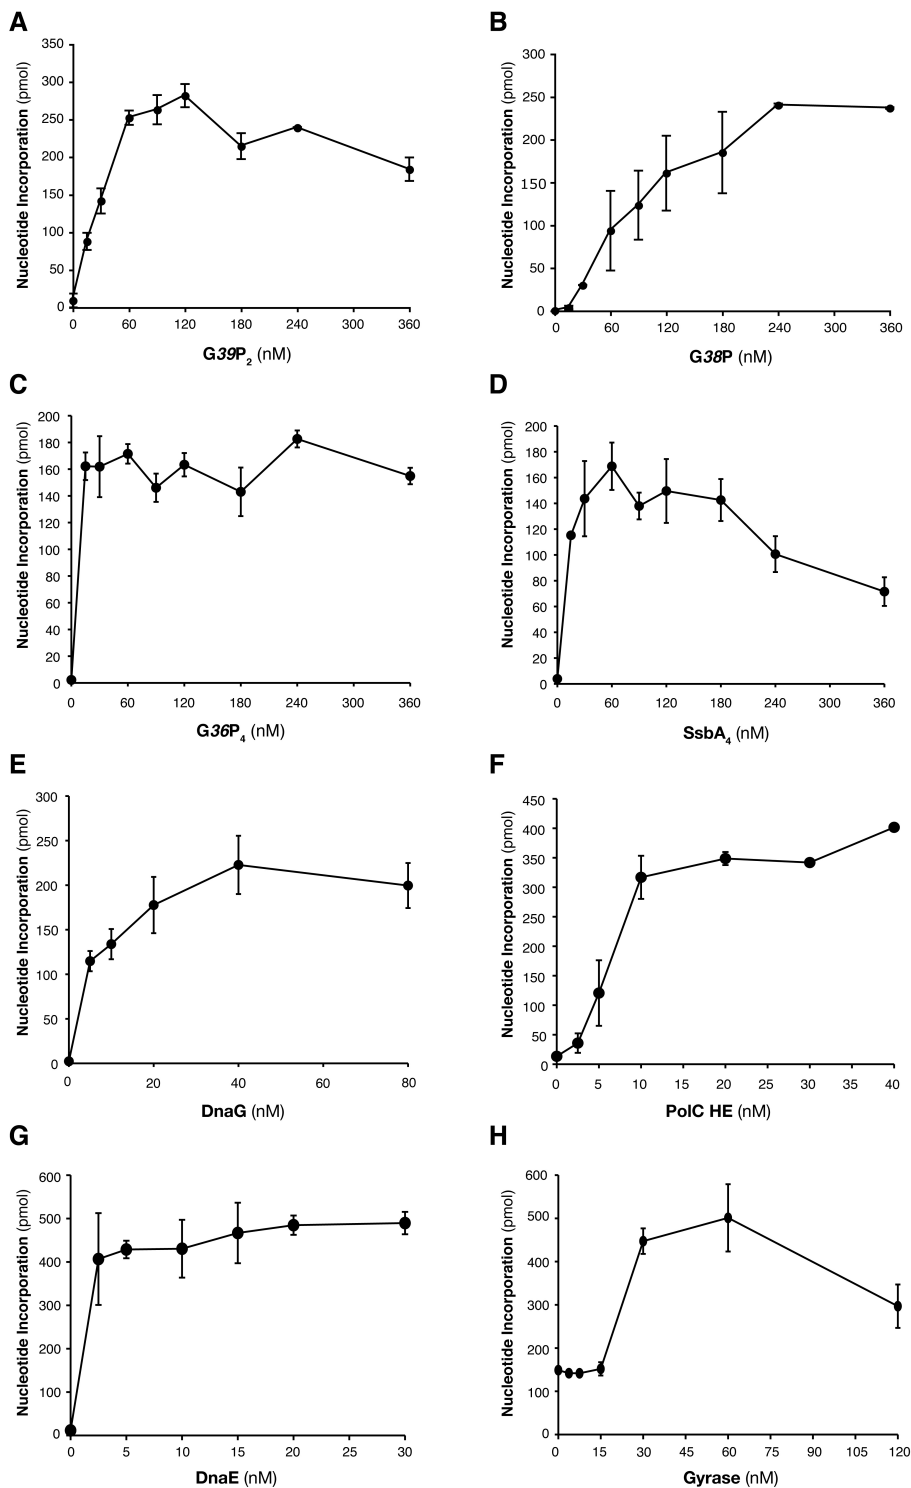 A
Nucleotide Incorporation (pmol)
350
300
250
200
150
100
50
0
0 60 120 180 240 300 360
G39P2 (nM)
B
Nucleotide Incorporation (pmol)
300
250
200
150
100
50
0
0 60 120 180 240 300 360
G38P (nM)
C
Nucleotide Incorporation (pmol)
200
180
160
140
120
100
80
60
40
20
0
0 60 120 180 240 300 360
G36P4 (nM)
D
Nucleotide Incorporation (pmol)
200
180
160
140
120
100
80
60
40
20
0
0 60 120 180 240 300 360
SsbA4 (nM)
E
Nucleotide Incorporation (pmol)
300
250
200
150
100
50
0
0 20 40 60 80
DnaG (nM)
F
Nucleotide Incorporation (pmol)
450
400
350
300
250
200
150
100
50
0
0 5 10 15 20 25 30 35 40
PolC HE (nM)
G
Nucleotide Incorporation (pmol)
600
500
400
300
200
100
0
0 5 10 15 20 25 30
DnaE (nM)
H
Nucleotide Incorporation (pmol)
600
500
400
300
200
100
0
0 15 30 45 60 75 90 105 120
Gyrase (nM)